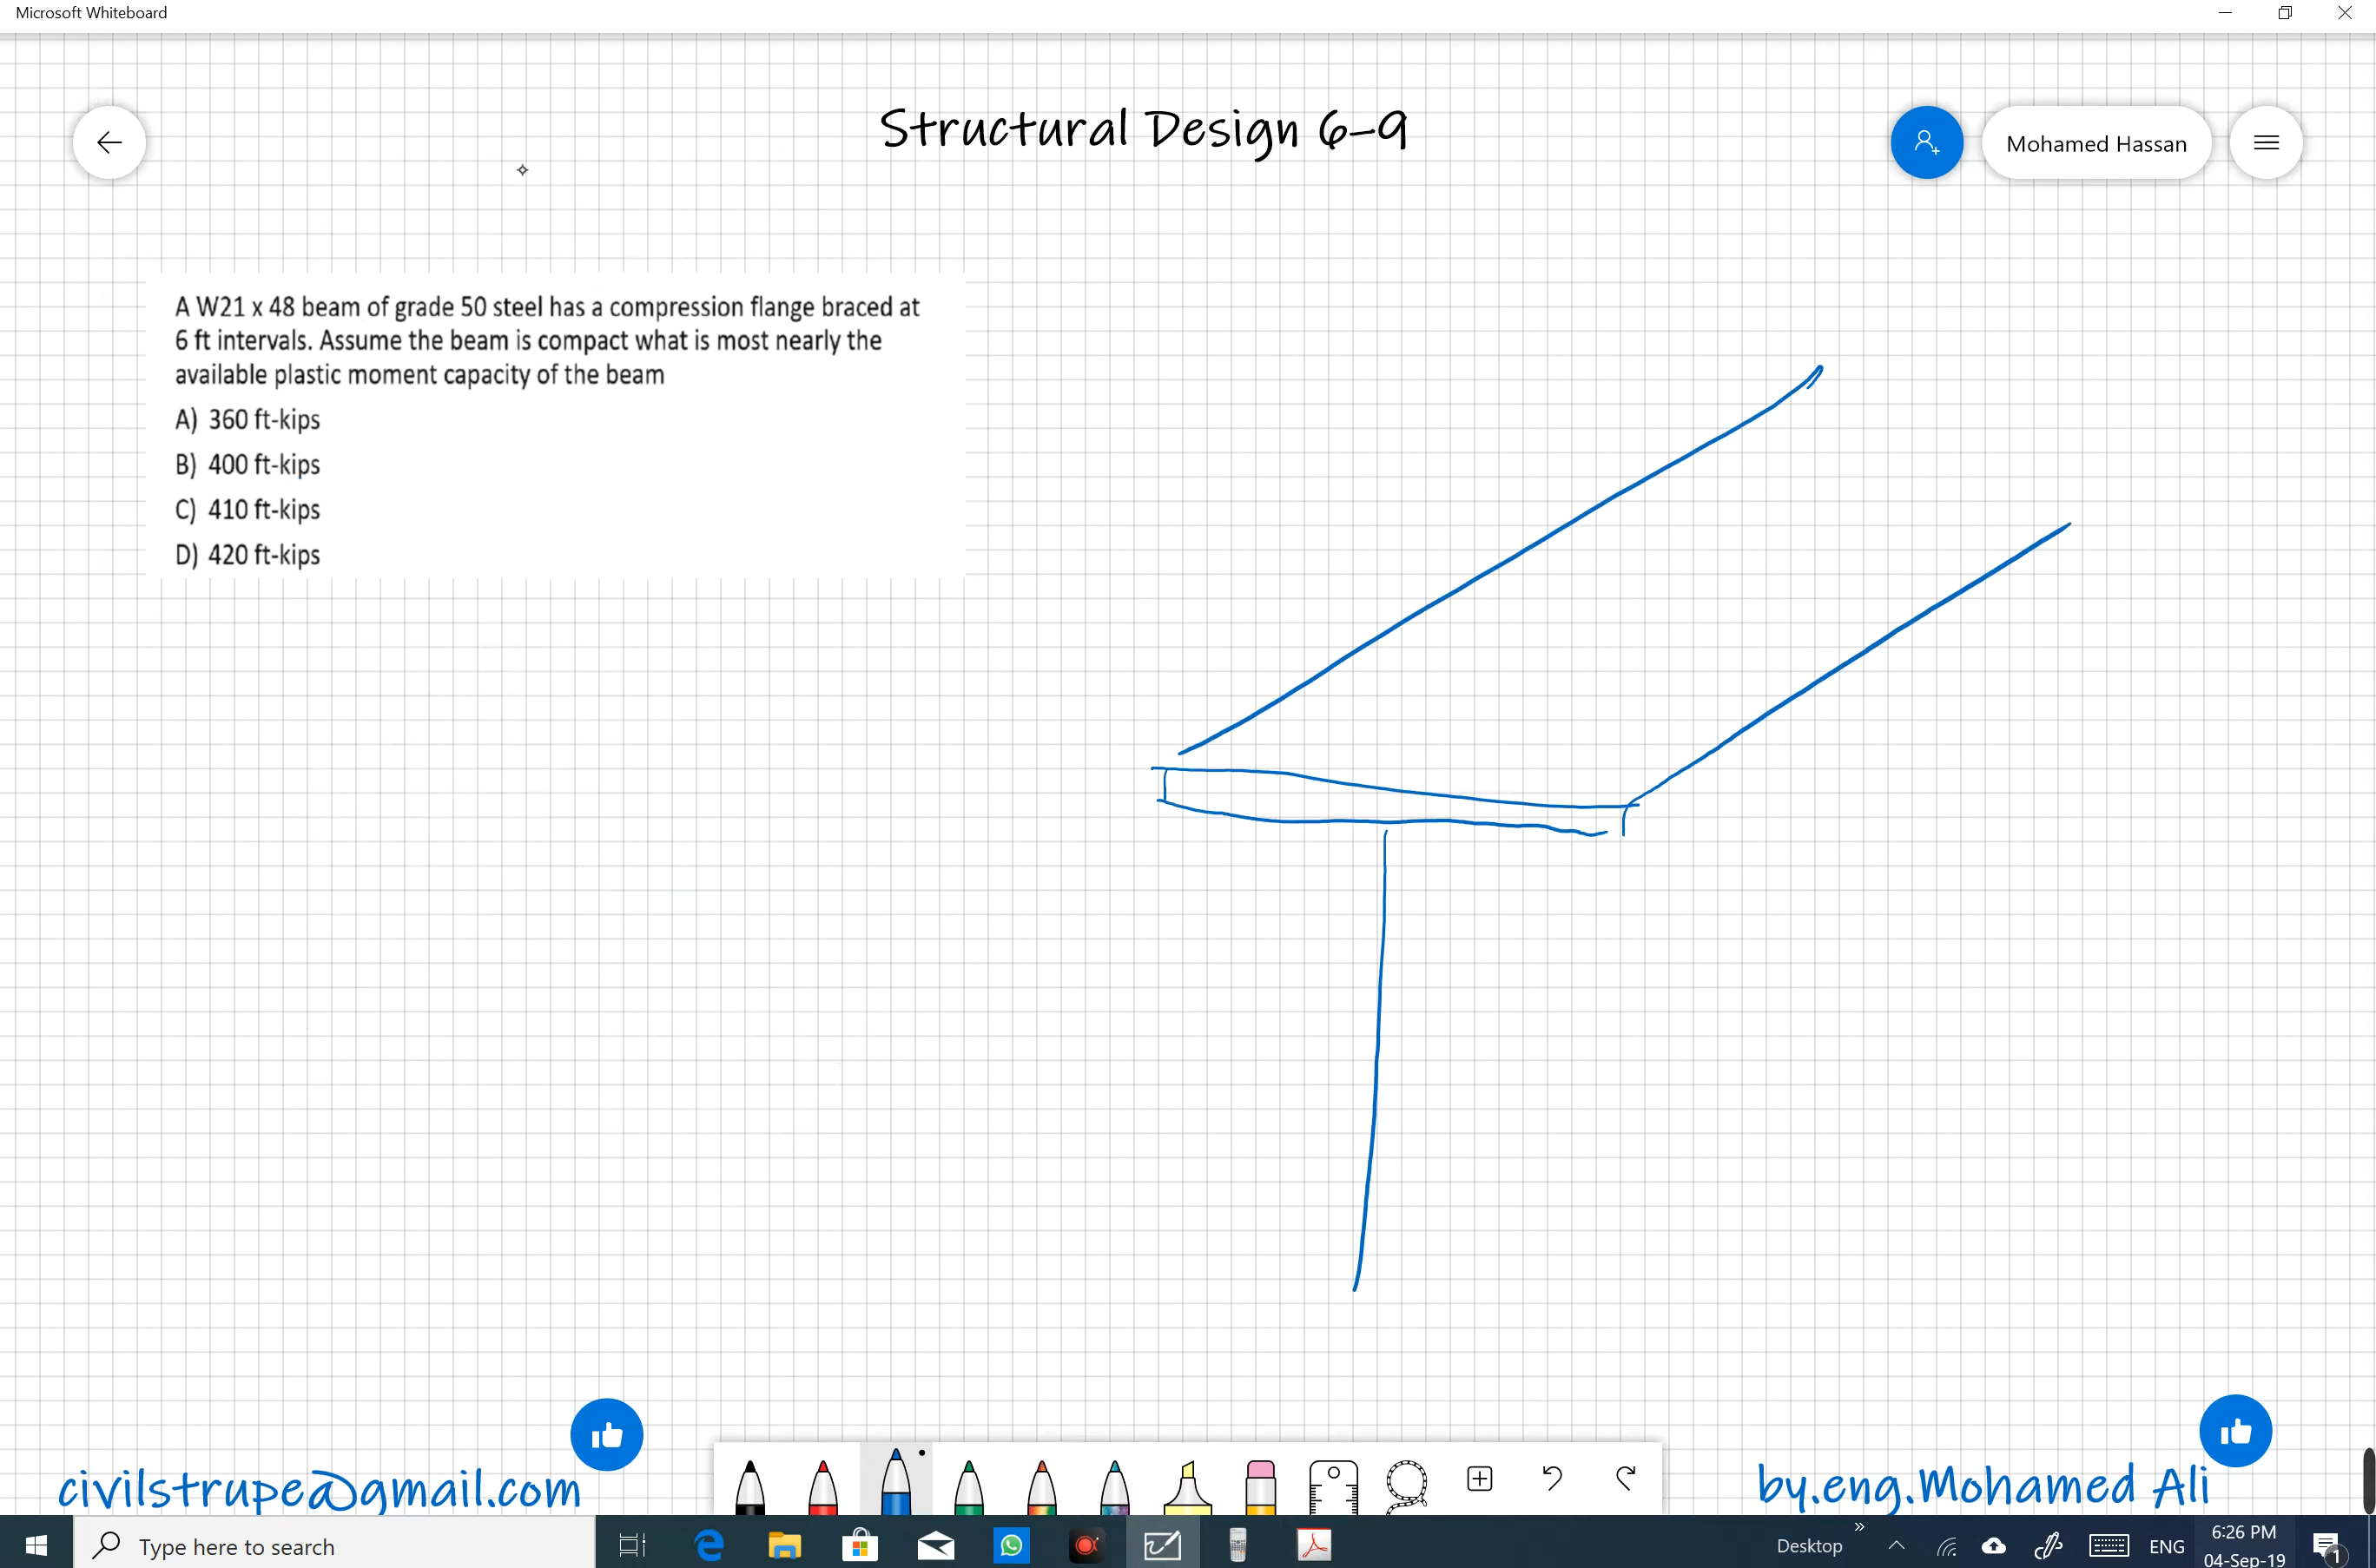 Microsoft Whiteboard
Structural Design 6-9
Mohamed Hassan
A W21 x 48 beam of grade 50 steel has a compression flange braced at
6 ft intervals. Assume the beam is compact what is most nearly the
available plastic moment capacity of the beam
A) 360 ft-kips
B) 400 ft-kips
C) 410 ft-kips
D) 420 ft-kips
civilstrupe@gmail.com
by.eng.Mohamed Ali
Type here to search
Desktop
ENG
6:26 PM
04-Sep-19
1